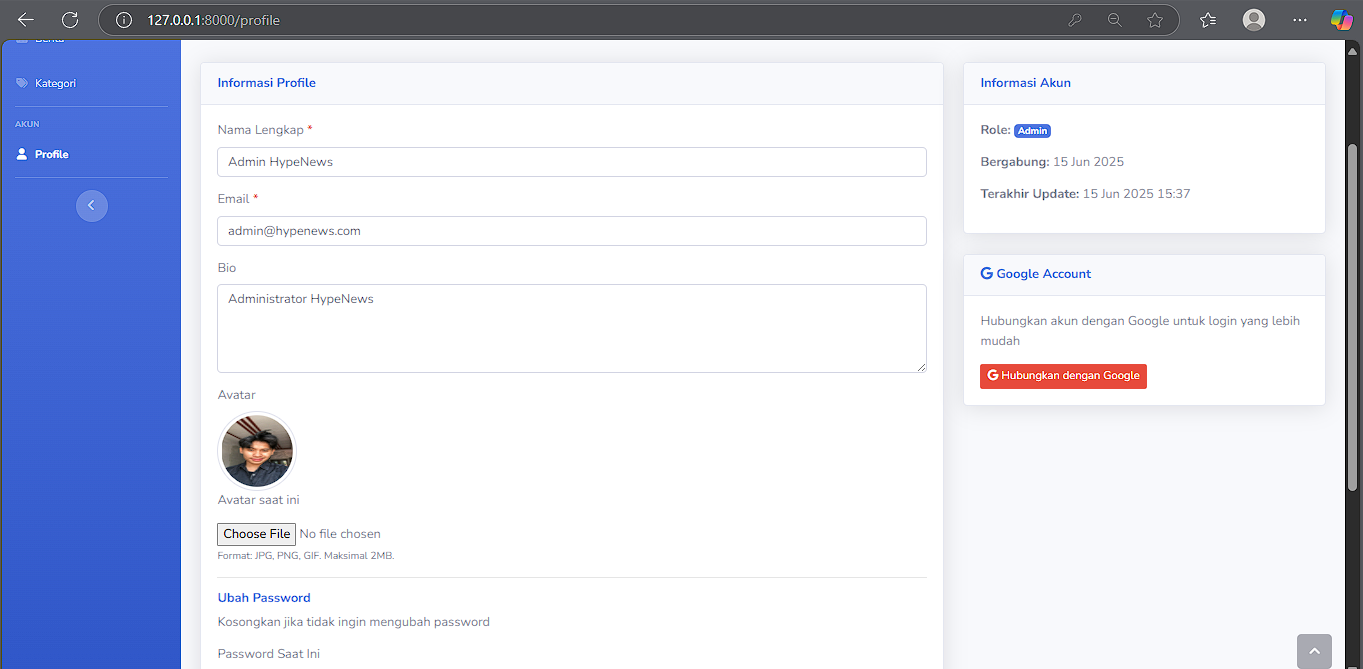 127.0.0.1:8000/profile
Kategori
AKUN
Profile
Informasi Profile
Nama Lengkap *
Admin HypeNews
Email *
admin@hypenews.com
Bio
Administrator HypeNews
Avatar
Avatar saat ini
Choose File No file chosen
Format: JPG, PNG, GIF. Maksimal 2MB.
Ubah Password
Kosongkan jika tidak ingin mengubah password
Password Saat Ini
Informasi Akun
Role: Admin
Bergabung: 15 Jun 2025
Terakhir Update: 15 Jun 2025 15:37
Google Account
Hubungkan akun dengan Google untuk login yang lebih
mudah
Hubungkan dengan Google